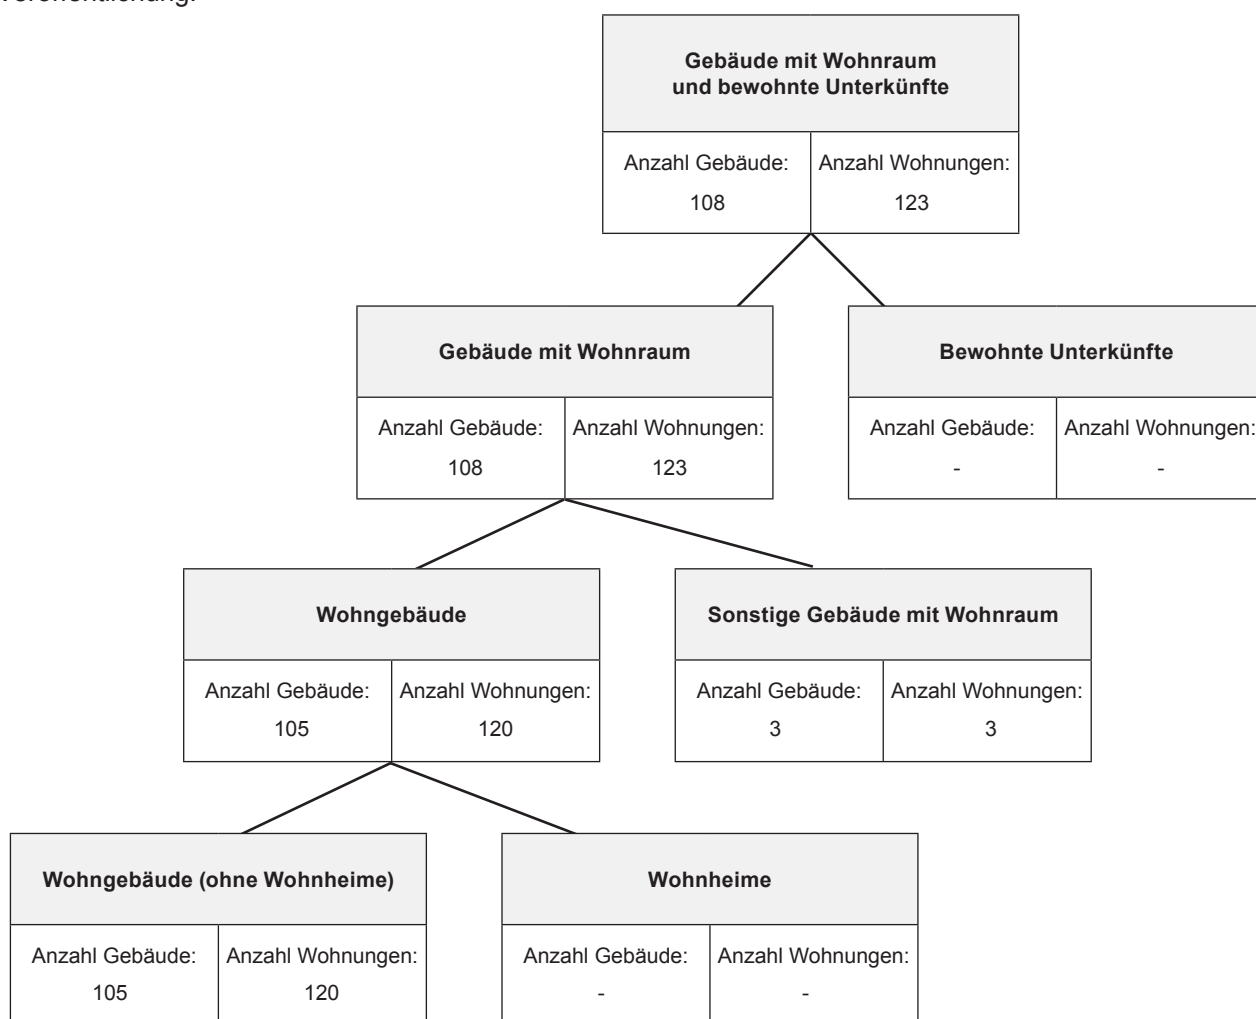 Veröffentlichung.
Gebäude mit Wohnraum
und bewohnte Unterkünfte
Anzahl Gebäude: Anzahl Wohnungen:
108 123
Gebäude mit Wohnraum Bewohnte Unterkünfte
Anzahl Gebäude: Anzahl Wohnungen: Anzahl Gebäude: Anzahl Wohnungen:
108 123 - -
Wohngebäude Sonstige Gebäude mit Wohnraum
Anzahl Gebäude: Anzahl Wohnungen: Anzahl Gebäude: Anzahl Wohnungen:
105 120 3 3
Wohngebäude (ohne Wohnheime) Wohnheime
Anzahl Gebäude: Anzahl Wohnungen: Anzahl Gebäude: Anzahl Wohnungen:
105 120 - -